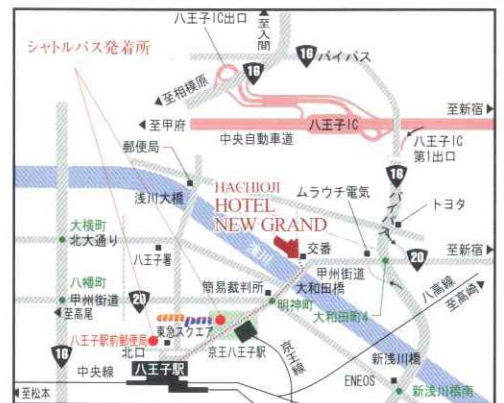 八王子IC出口
至入間
シャトルバス発着所
16
16
バイパス
至相模原
至新宿
至甲府
八王子IC
中央自動車道
八王子IC
第1出口
郵便局
16
バイパス
浅川大橋
HACHIOJI
HOTEL
NEW GRAND
ムラウチ電気
トヨタ
大横町
北大通り
浅川
交番
至新宿
八王子署
甲州街道
20
大和田橋
八高線
八幡町
簡易裁判所
甲州街道
20
明神町
至高崎
至高尾
am pm
大和田町4
八王子駅前郵便局
東急スクエア
北口
京王八王子駅
京王線
新浅川橋
16
中央線
八王子駅
ENEOS
至松本
新浅川橋南